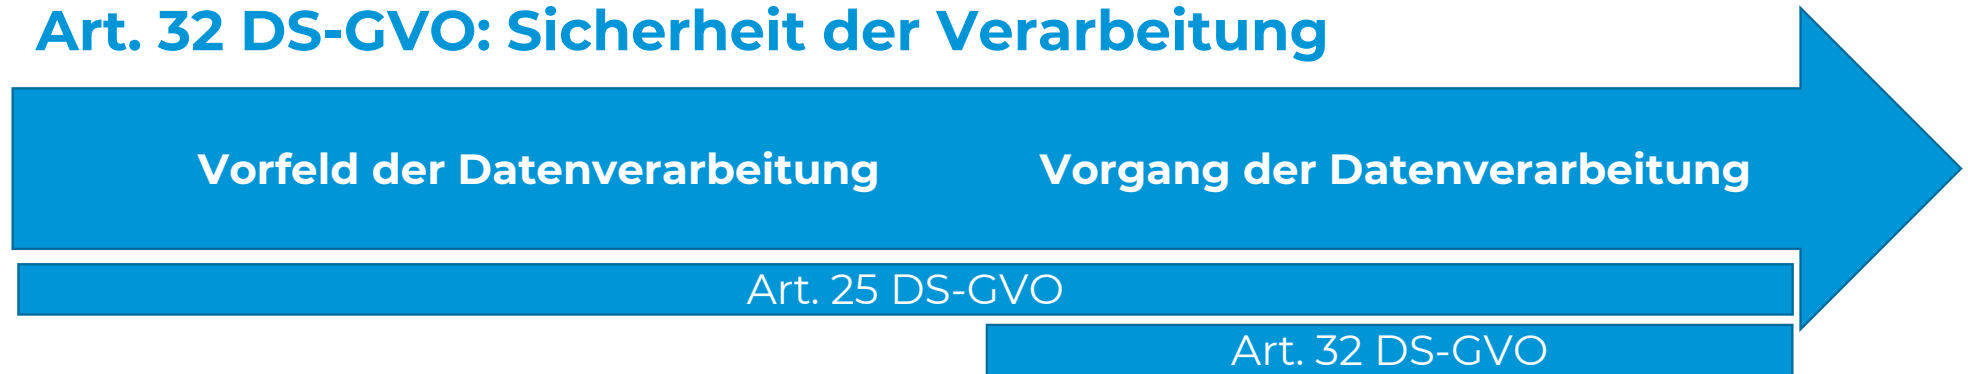 Art. 32 DS-GVO: Sicherheit der Verarbeitung
Vorfeld der Datenverarbeitung
Vorgang der Datenverarbeitung
Art. 25 DS-GVO
Art. 32 DS-GVO